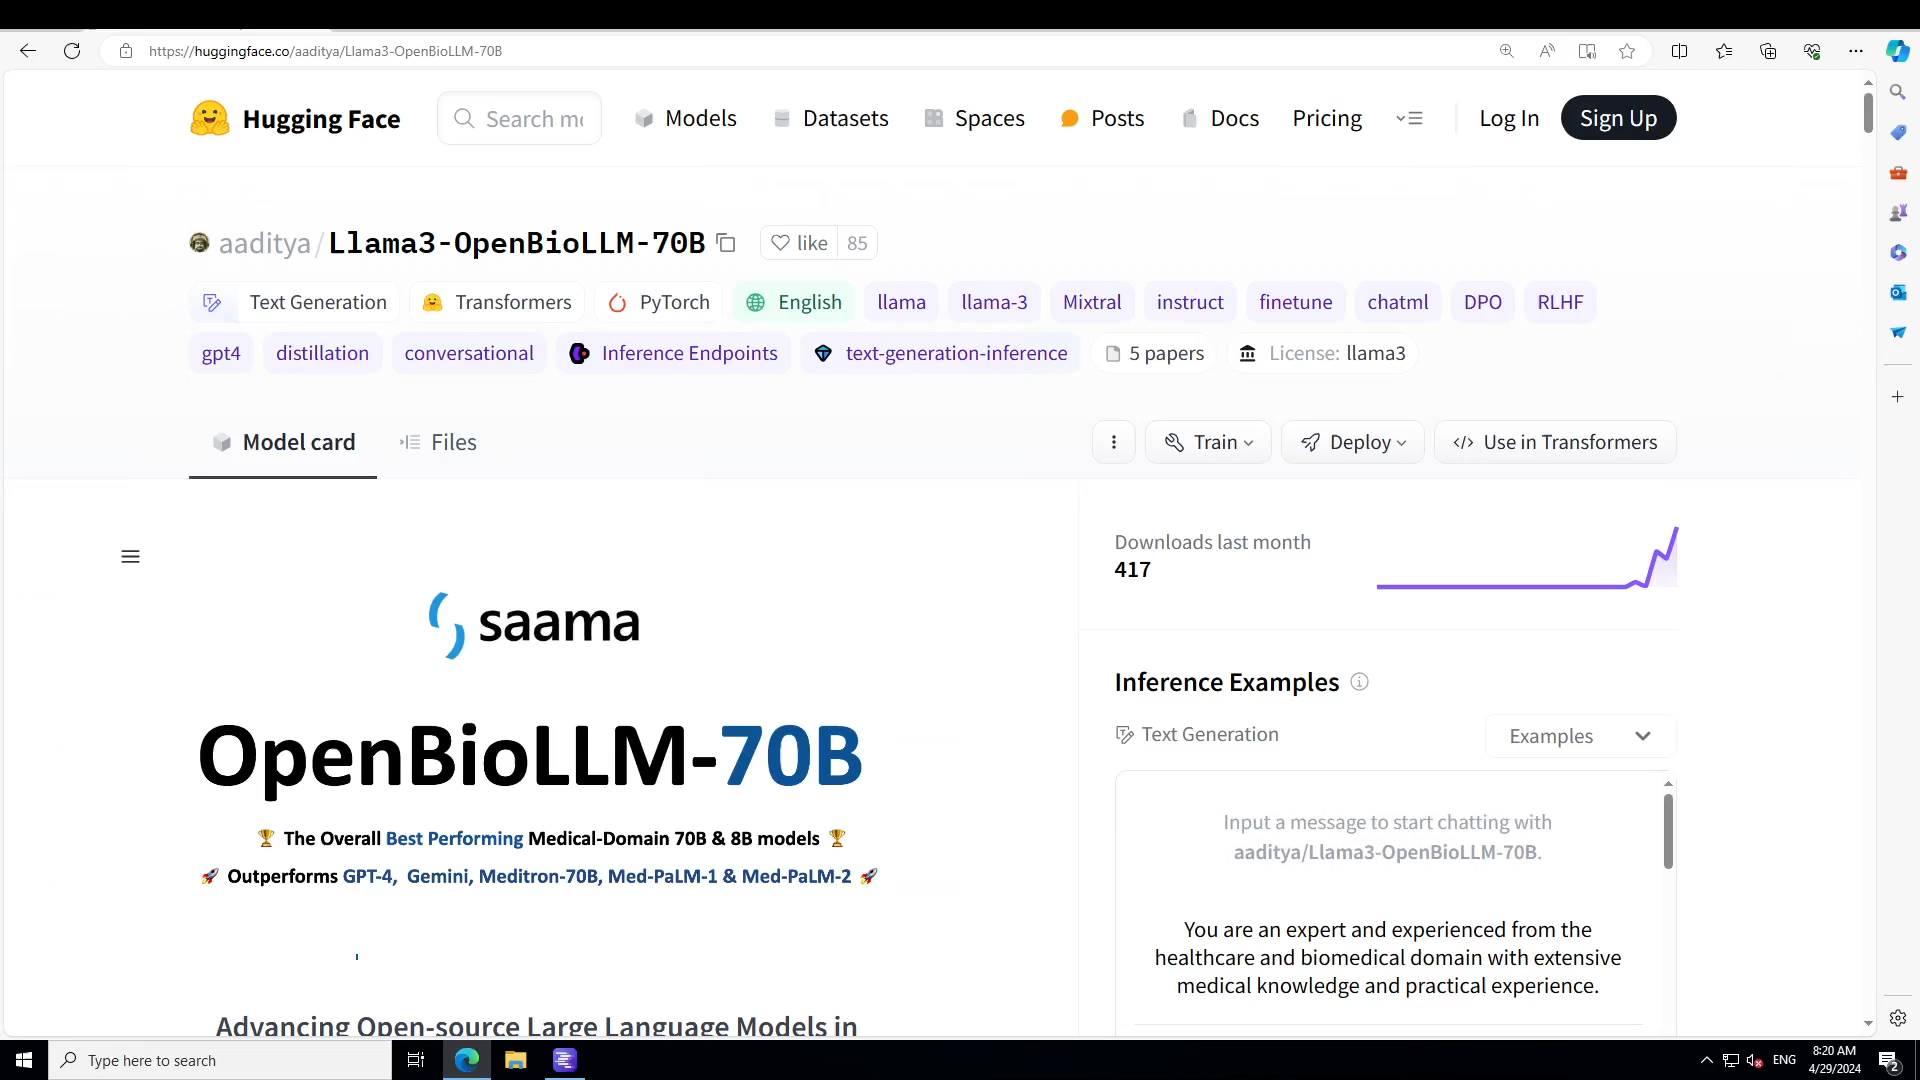 https://huggingface.co/aaditya/Llama3-OpenBioLLM-70B
Hugging Face
Search mo
Models
Datasets
Spaces
Posts
Docs
Pricing
Log In
Sign Up
aaditya/Llama3-OpenBioLLM-70B
like 85
Text Generation Transformers PyTorch English llama llama-3 Mixtral instruct finetune chatml DPO RLHF
gpt4 distillation conversational Inference Endpoints text-generation-inference 5 papers License: llama3
Model card Files
Train Deploy Use in Transformers
saama
OpenBioLLM-70B
The Overall Best Performing Medical-Domain 70B & 8B models
Outperforms GPT-4, Gemini, Meditron-70B, Med-PaLM-1 & Med-PaLM-2
Advancing Open-source Large Language Models in
Downloads last month
417
Inference Examples
Text Generation
Examples
Input a message to start chatting with
aaditya/Llama3-OpenBioLLM-70B.
You are an expert and experienced from the
healthcare and biomedical domain with extensive
medical knowledge and practical experience.
Type here to search
ENG
8:20 AM
4/29/2024
2